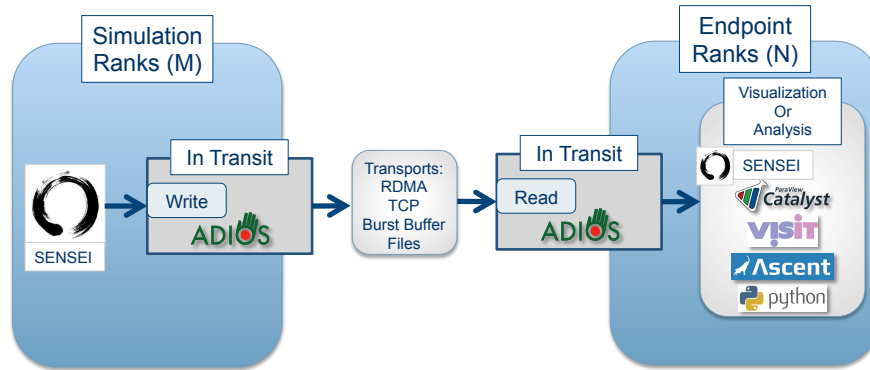 Simulation
Ranks (M)
SENSEI
In Transit
Write
ADIOS
Transports:
RDMA
TCP
Burst Buffer
Files
In Transit
Read
ADIOS
Endpoint
Ranks (N)
Visualization
Or
Analysis
SENSEI
ParaView
Catalyst
VISIT
Ascent
python